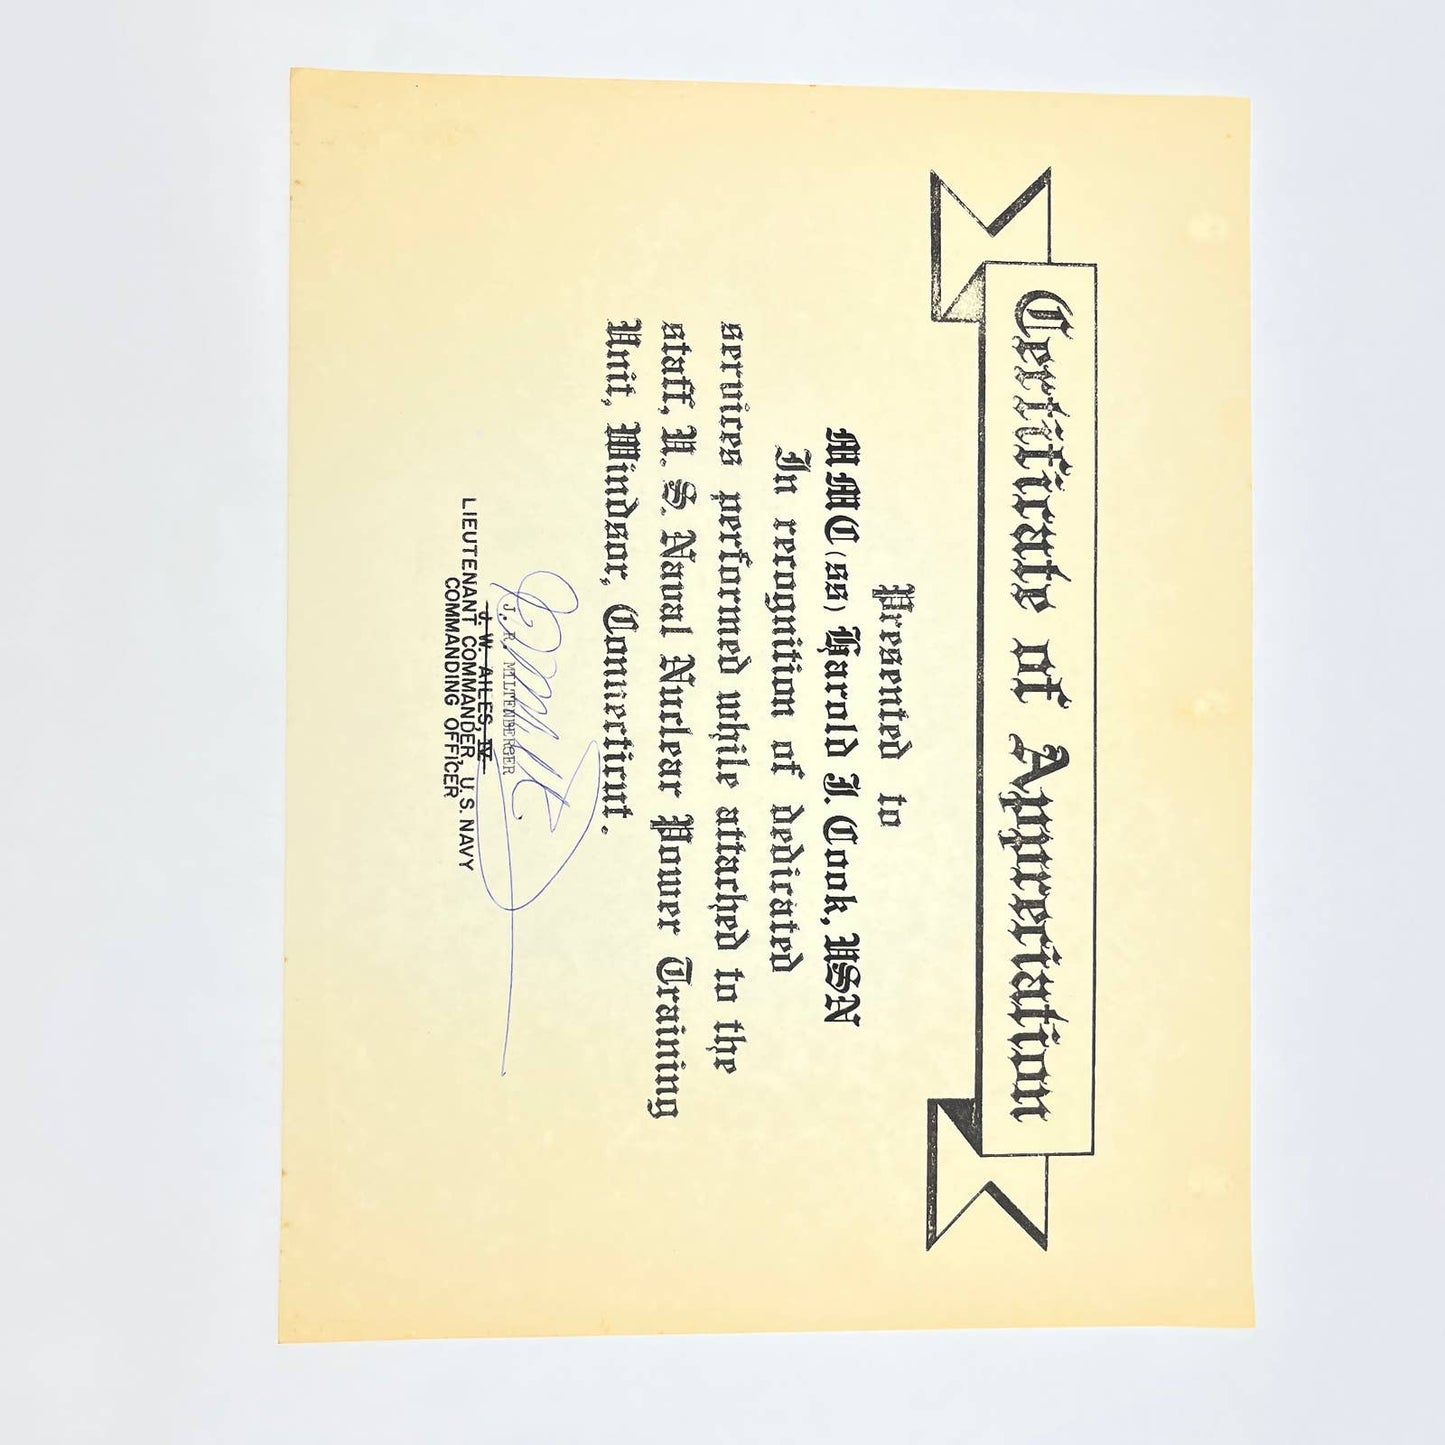 Certificate of Appreciation
Presented to
MMC(SS) Harold I. Cook, USN
In recognition of dedicated
services performed while attached to the
staff, U. S. Naval Nuclear Power Training
Unit, Windsor, Connecticut.
J. R. MILTENBERGER
J. W. AILES, IV
LIEUTENANT COMMANDER, U. S. NAVY
COMMANDING OFFICER